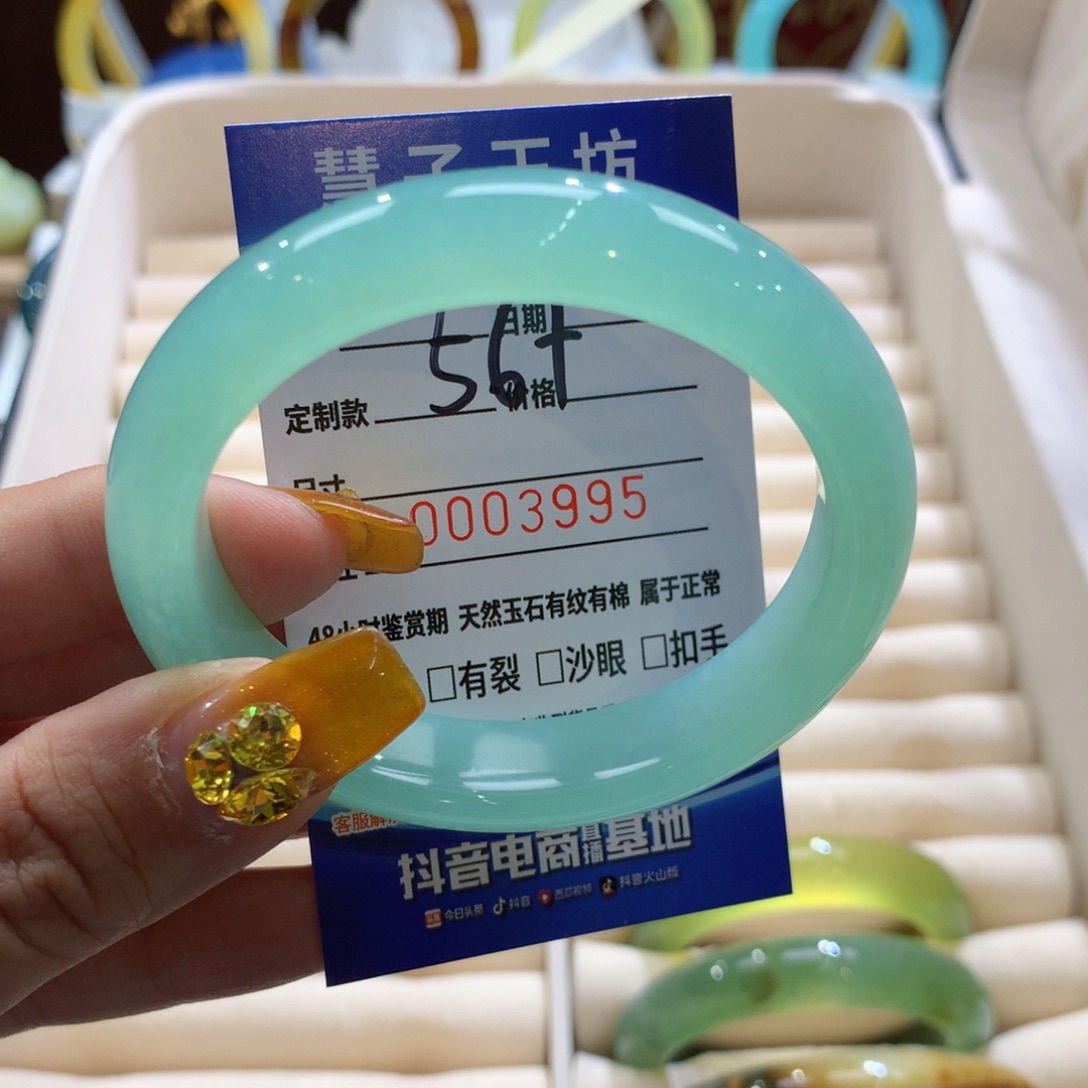 慧子玉坊
日期
56+
定制款 价格
尺寸
0003995
48小时鉴赏期 天然玉石有纹有棉 属于正常
□有裂 □沙眼 □扣手
抖音电商直播基地
今日头条 抖音 西瓜视频 抖音火山版